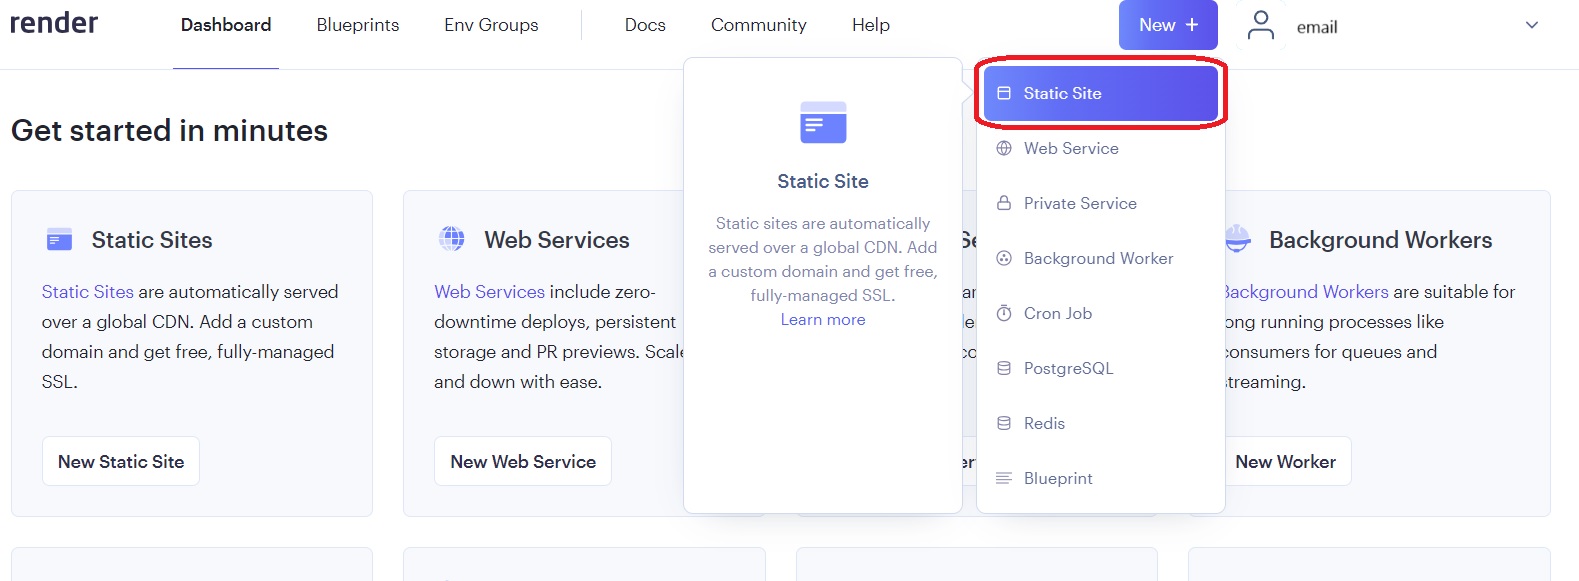 render
Dashboard
Blueprints
Env Groups
Docs
Community
Help
New +
email
Get started in minutes
Static Sites
Static Sites are automatically served
over a global CDN. Add a custom
domain and get free, fully-managed
SSL.
New Static Site
Web Services
Web Services include zero-
downtime deploys, persistent
storage and PR previews. Scale
and down with ease.
New Web Service
Static Site
Static sites are automatically
served over a global CDN. Add
a custom domain and get free,
fully-managed SSL.
Learn more
Static Site
Web Service
Private Service
Background Worker
Cron Job
PostgreSQL
Redis
Blueprint
Background Workers
Background Workers are suitable for
long running processes like
consumers for queues and
streaming.
New Worker